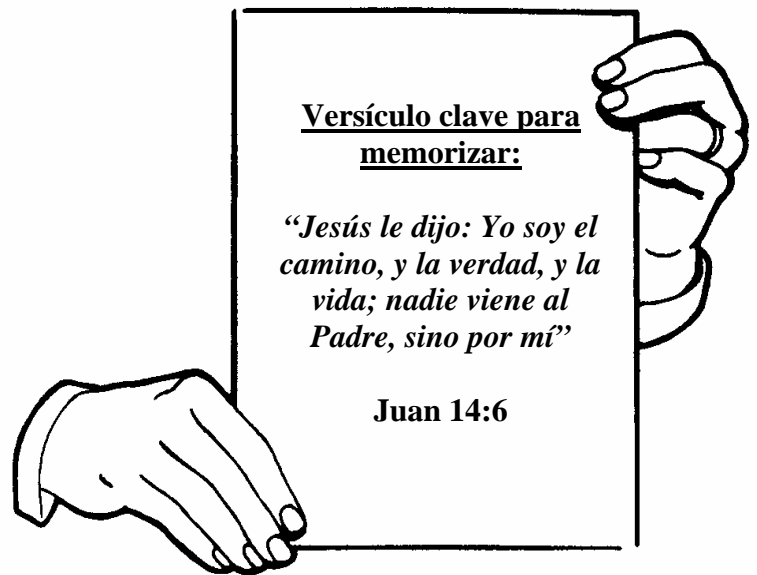 Versículo clave para
memorizar:
“Jesús le dijo: Yo soy el
camino, y la verdad, y la
vida; nadie viene al
Padre, sino por mí”
Juan 14:6